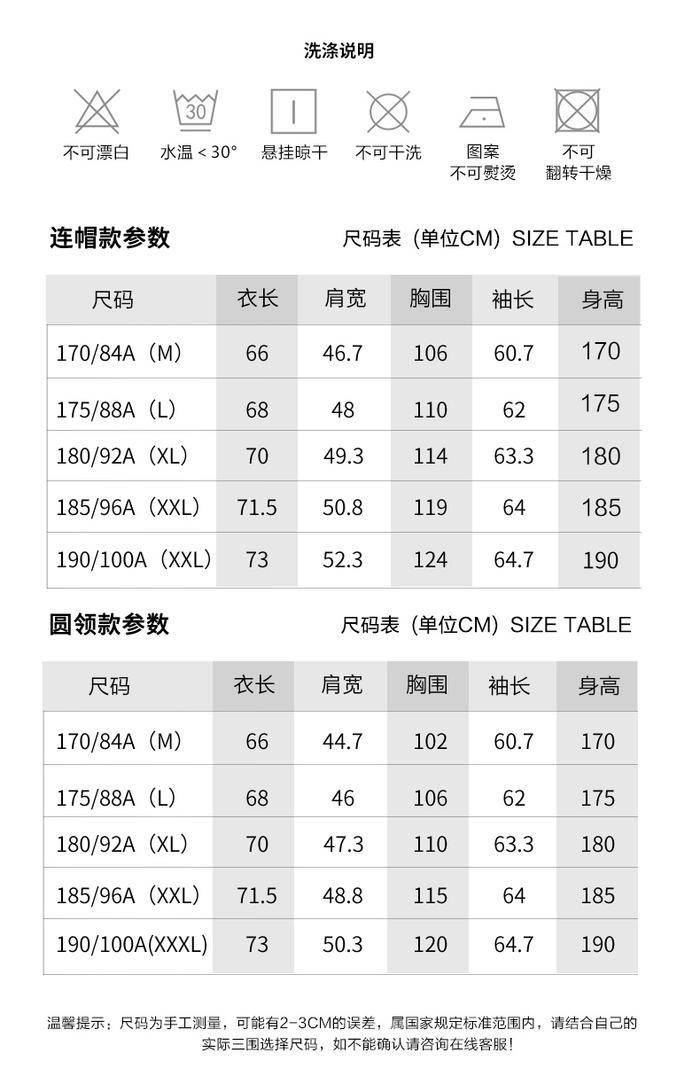 洗涤说明
30
不可漂白 水温＜30° 悬挂晾干 不可干洗 图案 不可
不可熨烫 翻转干燥
连帽款参数 尺码表（单位CM）SIZE TABLE
尺码 衣长 肩宽 胸围 袖长 身高
170/84A（M） 66 46.7 106 60.7 170
175/88A（L） 68 48 110 62 175
180/92A（XL） 70 49.3 114 63.3 180
185/96A（XXL） 71.5 50.8 119 64 185
190/100A（XXL） 73 52.3 124 64.7 190
圆领款参数 尺码表（单位CM）SIZE TABLE
尺码 衣长 肩宽 胸围 袖长 身高
170/84A（M） 66 44.7 102 60.7 170
175/88A（L） 68 46 106 62 175
180/92A（XL） 70 47.3 110 63.3 180
185/96A（XXL） 71.5 48.8 115 64 185
190/100A(XXXL) 73 50.3 120 64.7 190
温馨提示：尺码为手工测量，可能有2-3CM的误差，属国家规定标准范围内，请结合自己的
实际三围选择尺码，如不能确认请咨询在线客服！